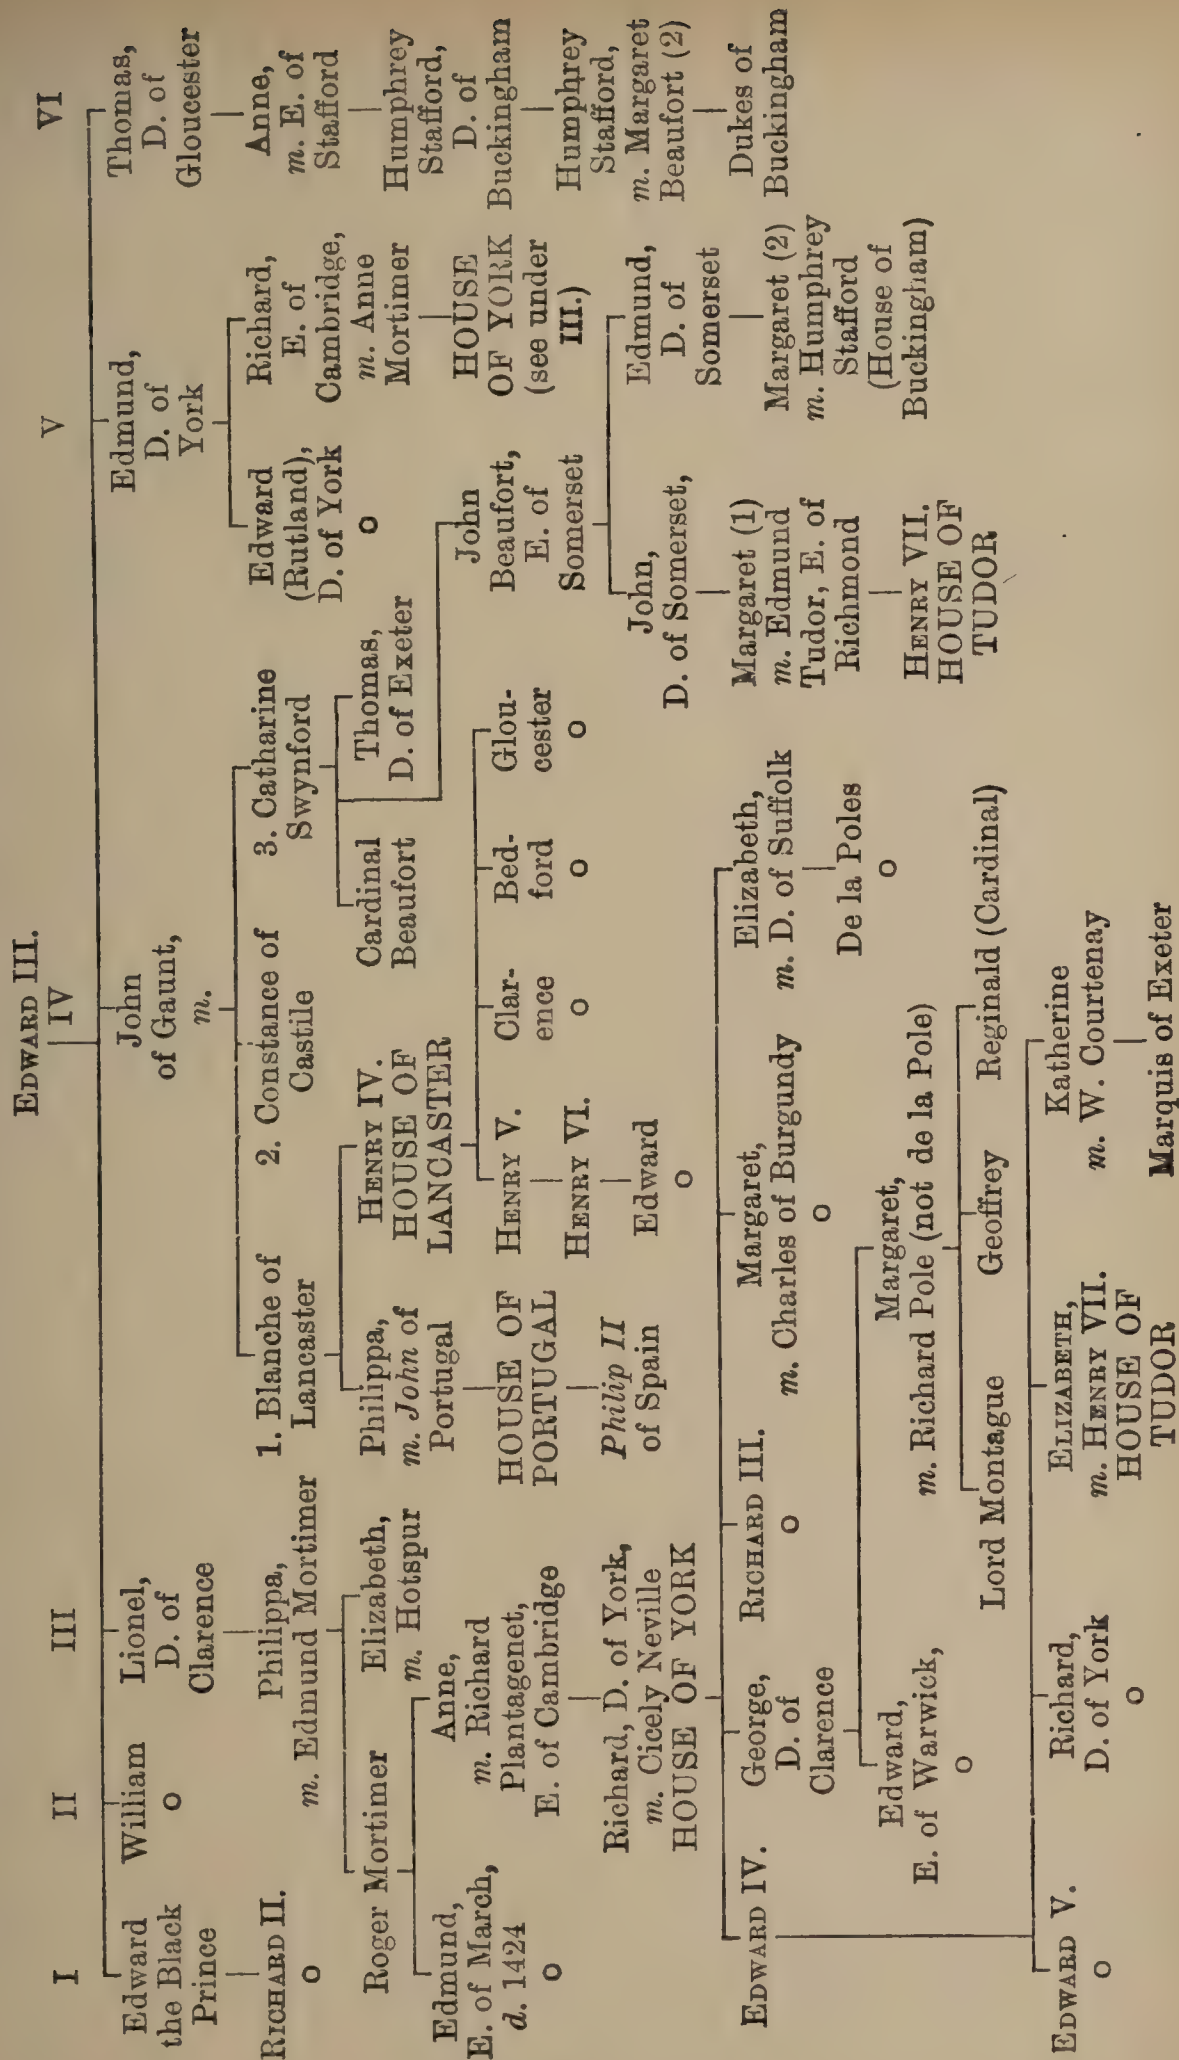 EDWARD III.
I II III IV V VI
Edward
the Black
Prince
William
O
Lionel,
D. of
Clarence
John
of Gaunt,
m.
Edmund,
D. of
York
Thomas,
D. of
Gloucester
RICHARD II.
O
Philippa,
m. Edmund Mortimer
1. Blanche of
Lancaster
2. Constance of
Castile
3. Catharine
Swynford
Edward
(Rutland),
D. of York
O
Richard,
E. of
Cambridge,
m. Anne
Mortimer
Anne,
m. E. of
Stafford
Roger Mortimer
Elizabeth,
m. Hotspur
Philippa,
m. John of
Portugal
HENRY IV.
HOUSE OF
LANCASTER
Cardinal
Beaufort
Thomas,
D. of Exeter
John
Beaufort,
E. of
Somerset
HOUSE
OF YORK
(see under
III.)
Humphrey
Stafford,
D. of
Buckingham
Edmund,
E. of March,
d. 1424
O
Anne,
m. Richard
Plantagenet,
E. of Cambridge
HOUSE OF
PORTUGAL
HENRY V.
Clar-
ence
O
Bed-
ford
O
Glou-
cester
O
Humphrey
Stafford,
m. Margaret
Beaufort (2)
Richard, D. of York,
m. Cicely Neville
HOUSE OF YORK
Philip II
of Spain
HENRY VI.
Edward
O
John,
D. of Somerset,
Edmund,
D. of
Somerset
Dukes of
Buckingham
EDWARD IV.
George,
D. of
Clarence
RICHARD III.
O
Margaret,
m. Charles of Burgundy
O
Elizabeth,
m. D. of Suffolk
De la Poles
O
Margaret (1)
m. Edmund
Tudor, E. of
Richmond
Margaret (2)
m. Humphrey
Stafford
(House of
Buckingham)
Edward,
E. of Warwick,
O
Margaret,
m. Richard Pole (not de la Pole)
HENRY VII.
HOUSE OF
TUDOR
Lord Montague
Geoffrey
Reginald (Cardinal)
EDWARD V.
O
Richard,
D. of York
O
ELIZABETH,
m. HENRY VII.
HOUSE OF
TUDOR
Katherine
m. W. Courtenay
Marquis of Exeter